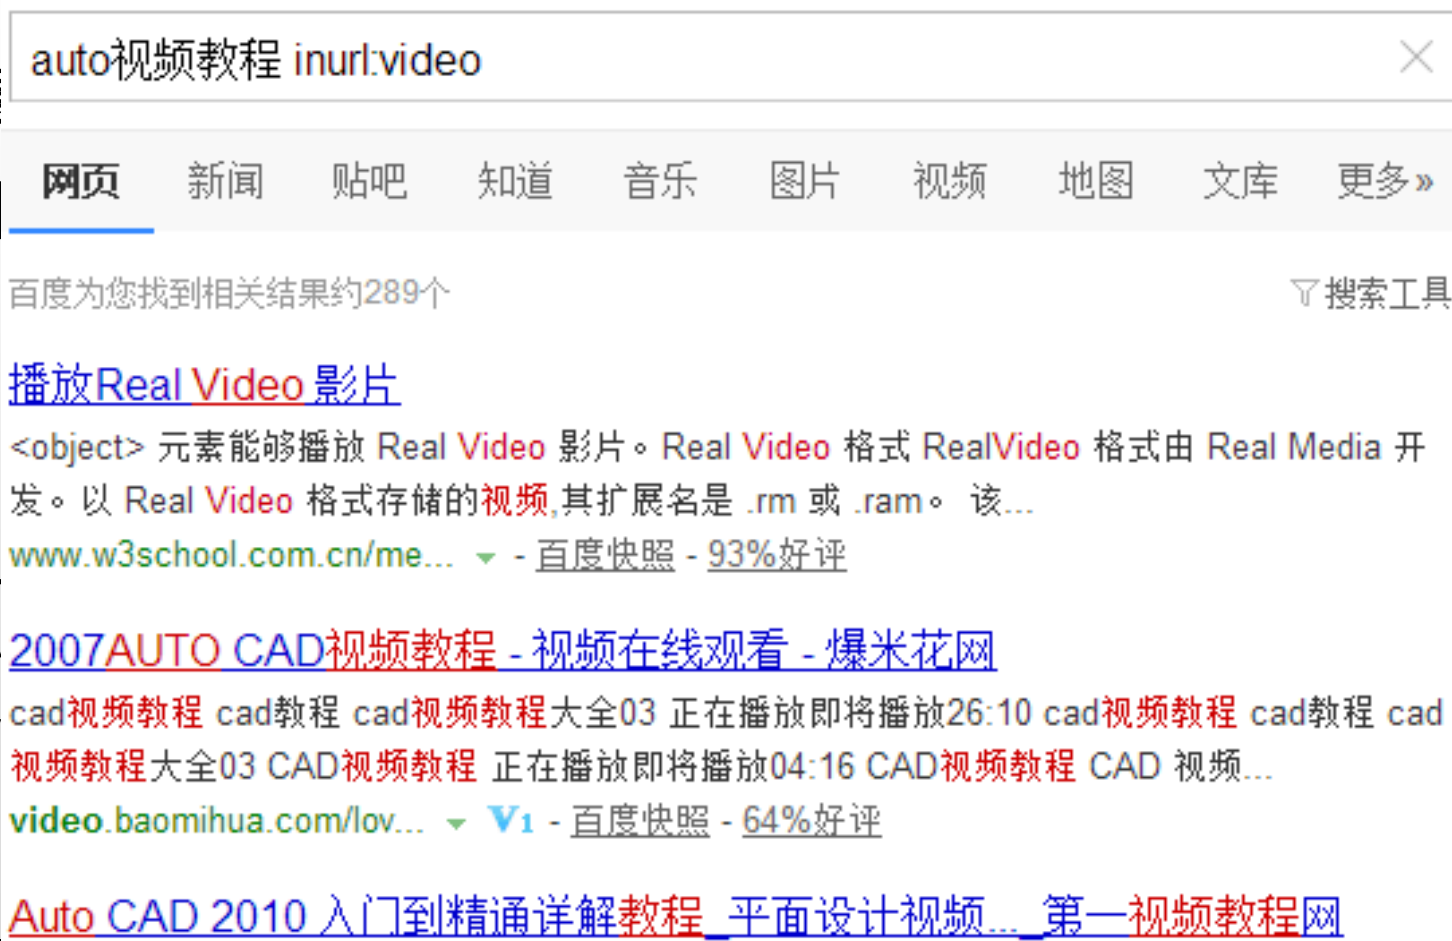 auto视频教程 inurl:video
网页 新闻 贴吧 知道 音乐 图片 视频 地图 文库 更多»
百度为您找到相关结果约289个 搜索工具
播放Real Video 影片
<object> 元素能够播放 Real Video 影片。Real Video 格式 RealVideo 格式由 Real Media 开
发。以 Real Video 格式存储的视频,其扩展名是 .rm 或 .ram。 该...
www.w3school.com.cn/me... - 百度快照 - 93%好评
2007AUTO CAD视频教程 - 视频在线观看 - 爆米花网
cad视频教程 cad教程 cad视频教程大全03 正在播放即将播放26:10 cad视频教程 cad教程 cad
视频教程大全03 CAD视频教程 正在播放即将播放04:16 CAD视频教程 CAD 视频...
video.baomihua.com/lov... V1 - 百度快照 - 64%好评
Auto CAD 2010 入门到精通详解教程_平面设计视频..._第一视频教程网